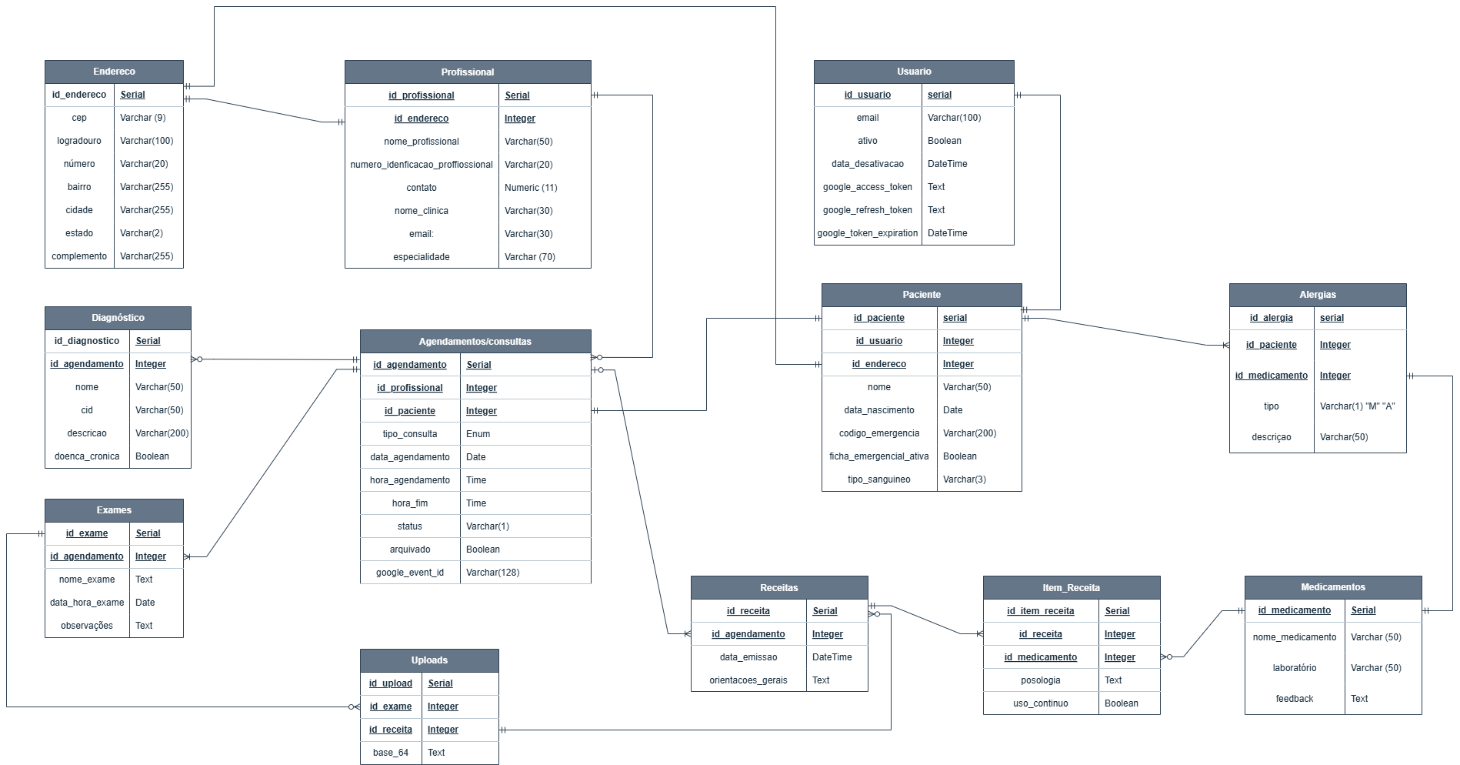 Endereco
id_endereco Serial
cep Varchar (9)
logradouro Varchar(100)
número Varchar(20)
bairro Varchar(255)
cidade Varchar(255)
estado Varchar(2)
complemento Varchar(255)
Profissional
id_profissional Serial
id_endereco Integer
nome_profissional Varchar(50)
numero_idenficacao_proffiossional Varchar(20)
contato Numeric (11)
nome_clinica Varchar(30)
email: Varchar(30)
especialidade Varchar (70)
Usuario
id_usuario serial
email Varchar(100)
ativo Boolean
data_desativacao DateTime
google_access_token Text
google_refresh_token Text
google_token_expiration DateTime
Diagnóstico
id_diagnostico Serial
id_agendamento Integer
nome Varchar(50)
cid Varchar(50)
descricao Varchar(200)
doenca_cronica Boolean
Agendamentos/consultas
id_agendamento Serial
id_profissional Integer
id_paciente Integer
tipo_consulta Enum
data_agendamento Date
hora_agendamento Time
hora_fim Time
status Varchar(1)
arquivado Boolean
google_event_id Varchar(128)
Paciente
id_paciente serial
id_usuario Integer
id_endereco Integer
nome Varchar(50)
data_nascimento Date
codigo_emergencia Varchar(200)
ficha_emergencial_ativa Boolean
tipo_sanguineo Varchar(3)
Alergias
id_alergia serial
id_paciente Integer
id_medicamento Integer
tipo Varchar(1) "M" "A"
descriçao Varchar(50)
Exames
id_exame Serial
id_agendamento Integer
nome_exame Text
data_hora_exame Date
observações Text
Uploads
id_upload Serial
id_exame Integer
id_receita Integer
base_64 Text
Receitas
id_receita Serial
id_agendamento Integer
data_emissao DateTime
orientacoes_gerais Text
Item_Receita
id_item_receita Serial
id_receita Integer
id_medicamento Integer
posologia Text
uso_continuo Boolean
Medicamentos
id_medicamento Serial
nome_medicamento Varchar (50)
laboratório Varchar (50)
feedback Text